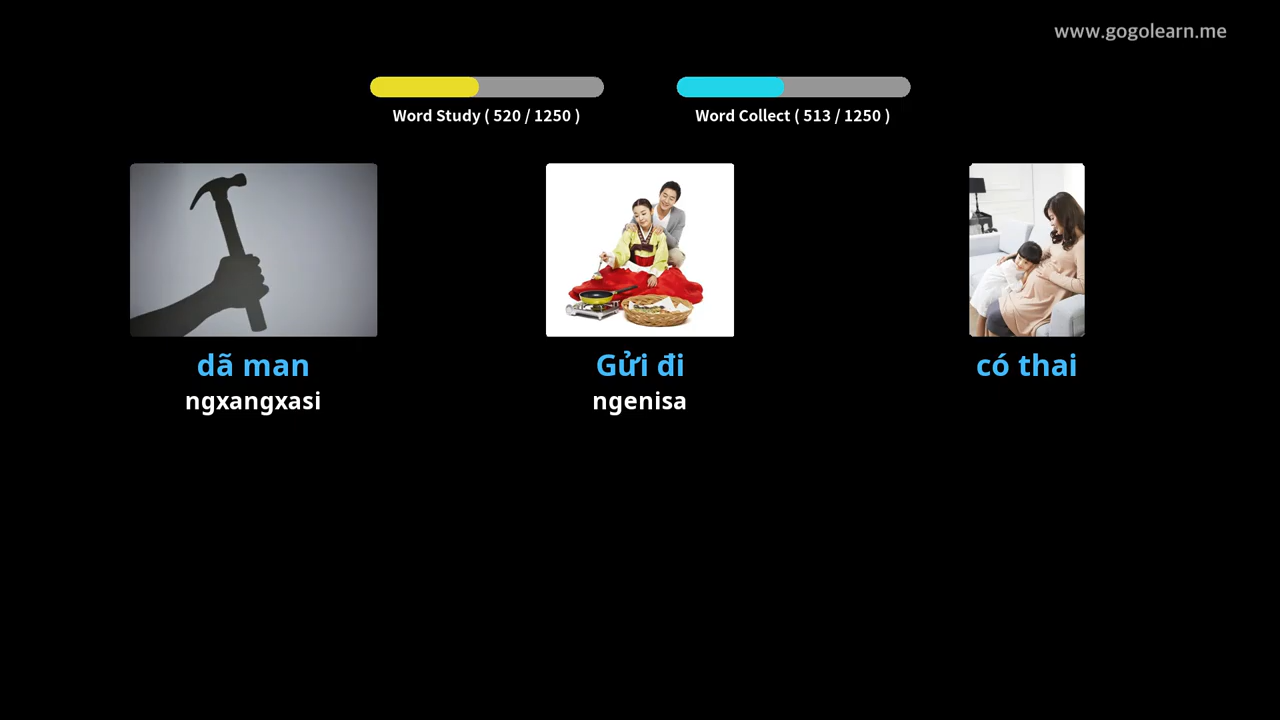 www.gogolearn.me
Word Study ( 520 / 1250 )
Word Collect ( 513 / 1250 )
dã man
ngxangxasi
Gửi đi
ngenisa
có thai